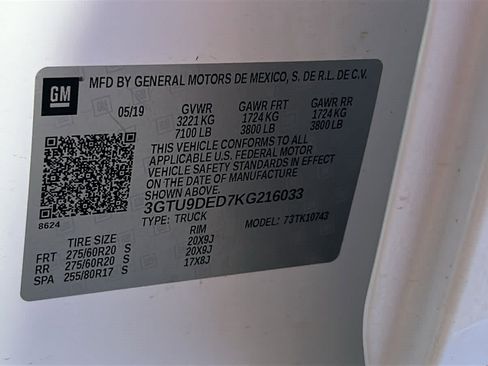 GM
MFD BY GENERAL MOTORS DE MEXICO, S. DE R.L. DE C.V.
05/19 GVWR GAWR FRT GAWR RR
3221 KG 1724 KG 1724 KG
7100 LB 3800 LB 3800 LB
THIS VEHICLE CONFORMS TO ALL
APPLICABLE U.S. FEDERAL MOTOR
VEHICLE SAFETY STANDARDS IN EFFECT ON
THE DATE OF MANUFACTURE
SHOWN ABOVE.
8624
3GTU9DED7KG216033
TYPE: TRUCK MODEL: 73TK10743
TIRE SIZE RIM
FRT 275/60R20 S 20X9J
RR 275/60R20 S 20X9J
SPA 255/80R17 S 17X8J